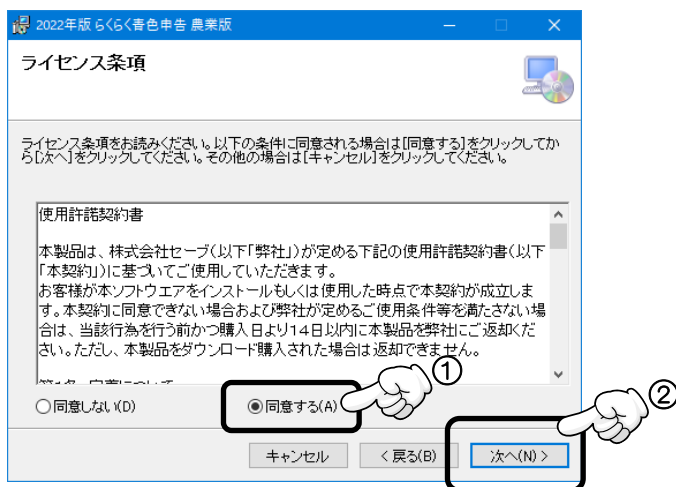 2022年版 らくらく青色申告 農業版
ライセンス条項
ライセンス条項をお読みください。以下の条件に同意される場合は[同意する]をクリックしてか
ら[次へ]をクリックしてください。その他の場合は[キャンセル]をクリックしてください。
使用許諾契約書
本製品は、株式会社セーブ(以下「弊社」)が定める下記の使用許諾契約書(以下
「本契約」)に基づいてご使用していただきます。
お客様が本ソフトウエアをインストールもしくは使用した時点で本契約が成立しま
す。本契約に同意できない場合および弊社が定めるご使用条件等を満たさない場
合は、当該行為を行う前かつ購入日より14日以内に本製品を弊社にご返却くだ
さい。ただし、本製品をダウンロード購入された場合は返却できません。
①
同意しない(D)
同意する(A)
②
キャンセル
< 戻る(B)
次へ(N) >